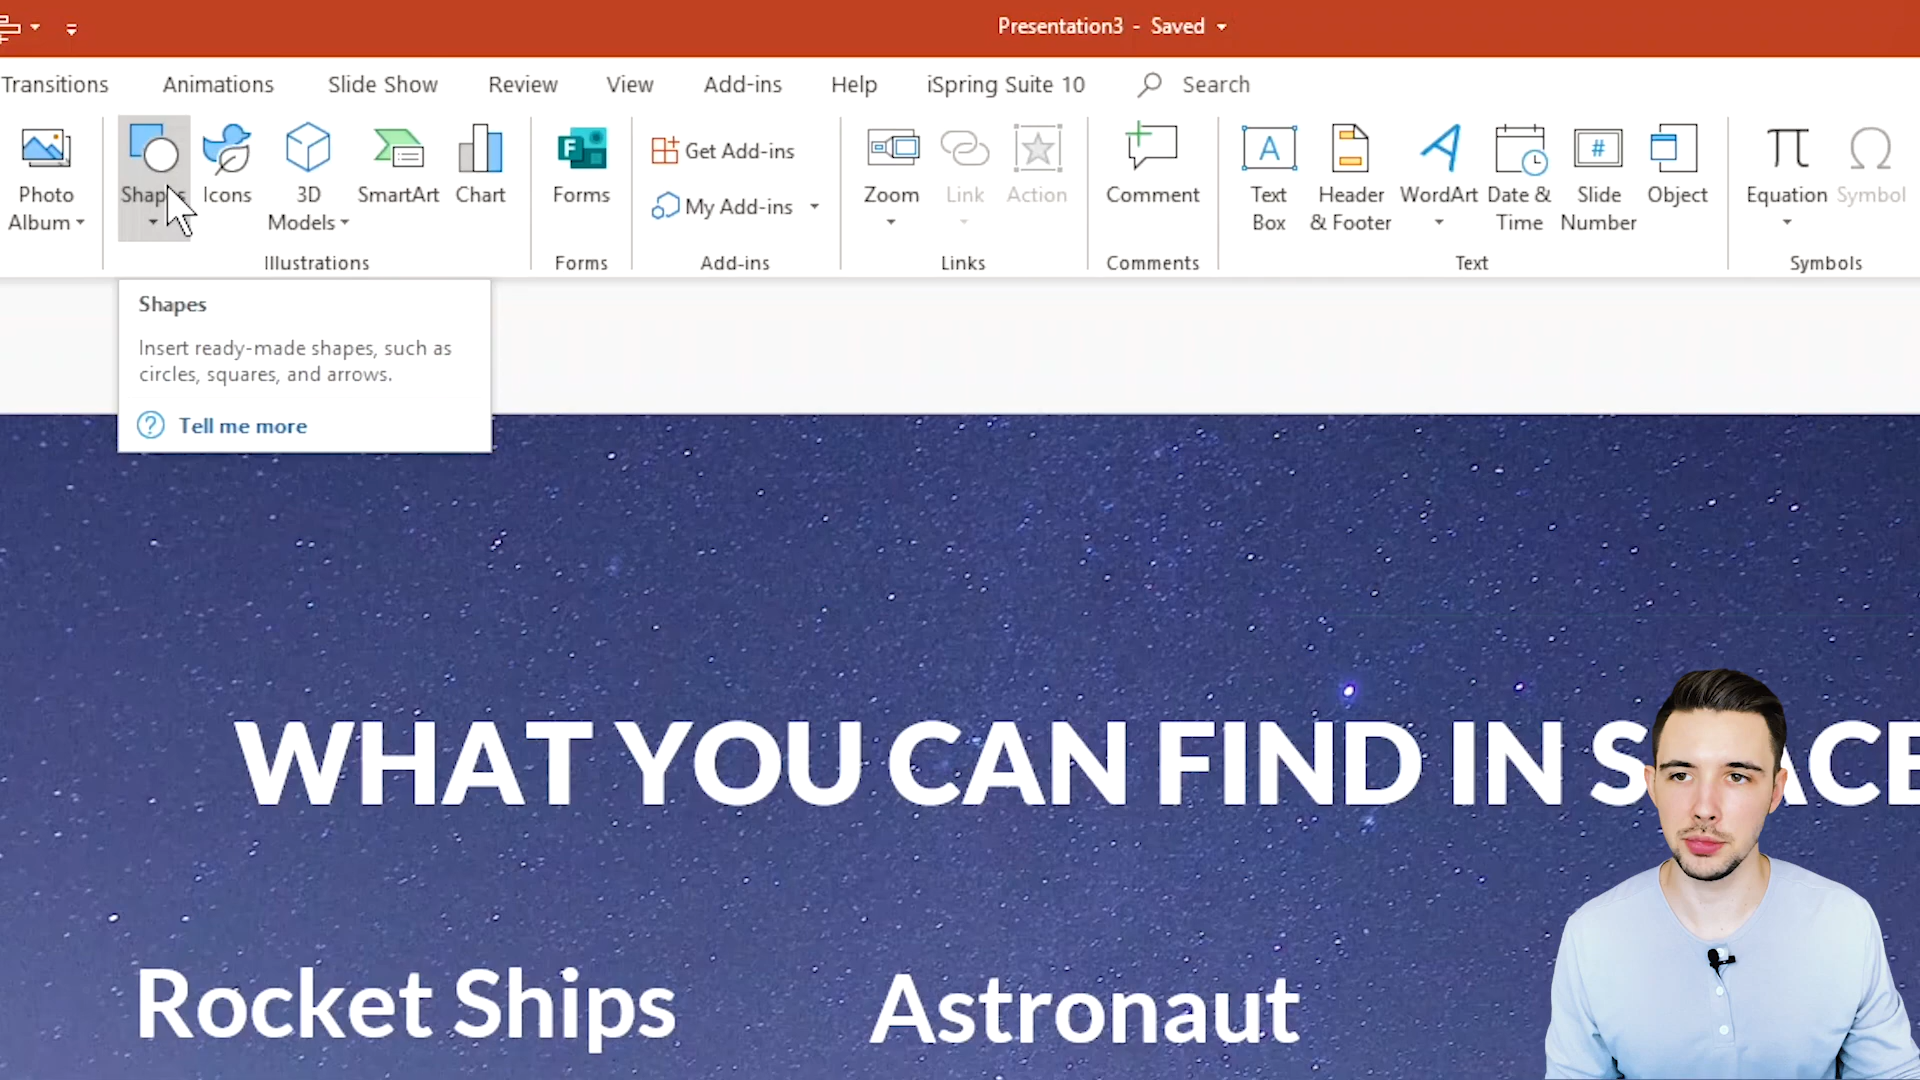 Presentation3 - Saved
Transitions Animations Slide Show Review View Add-ins Help iSpring Suite 10 Search
Photo Album
Shapes
Icons
3D Models
SmartArt
Chart
Forms
Get Add-ins
My Add-ins
Zoom
Link
Action
Comment
A
Text Box
Header & Footer
WordArt
Date & Time
#
Slide Number
Object
π
Equation
Ω
Symbol
Illustrations Forms Add-ins Links Comments Text Symbols
Shapes
Insert ready-made shapes, such as
circles, squares, and arrows.
? Tell me more
WHAT YOU CAN FIND IN SPACE
Rocket Ships
Astronaut